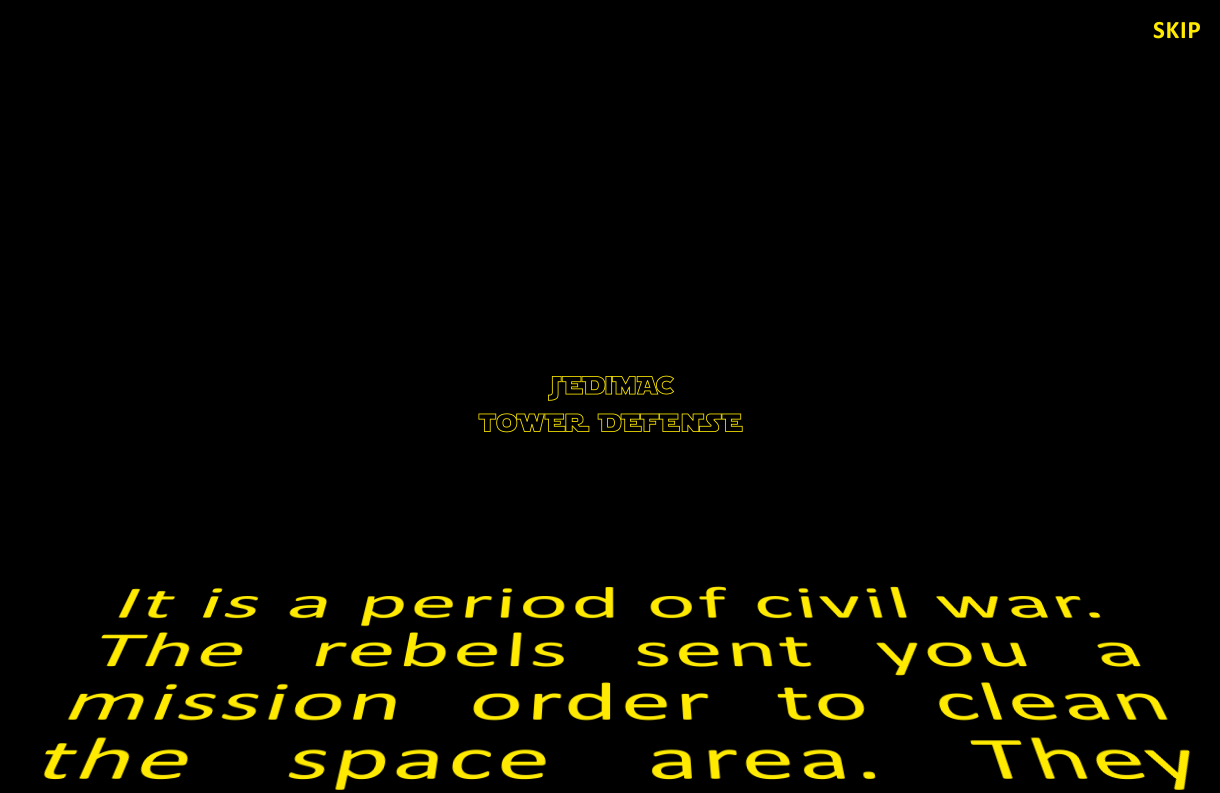 SKIP
JEDIMAC
TOWER DEFENSE
It is a period of civil war.
The rebels sent you a
mission order to clean
the space area. They